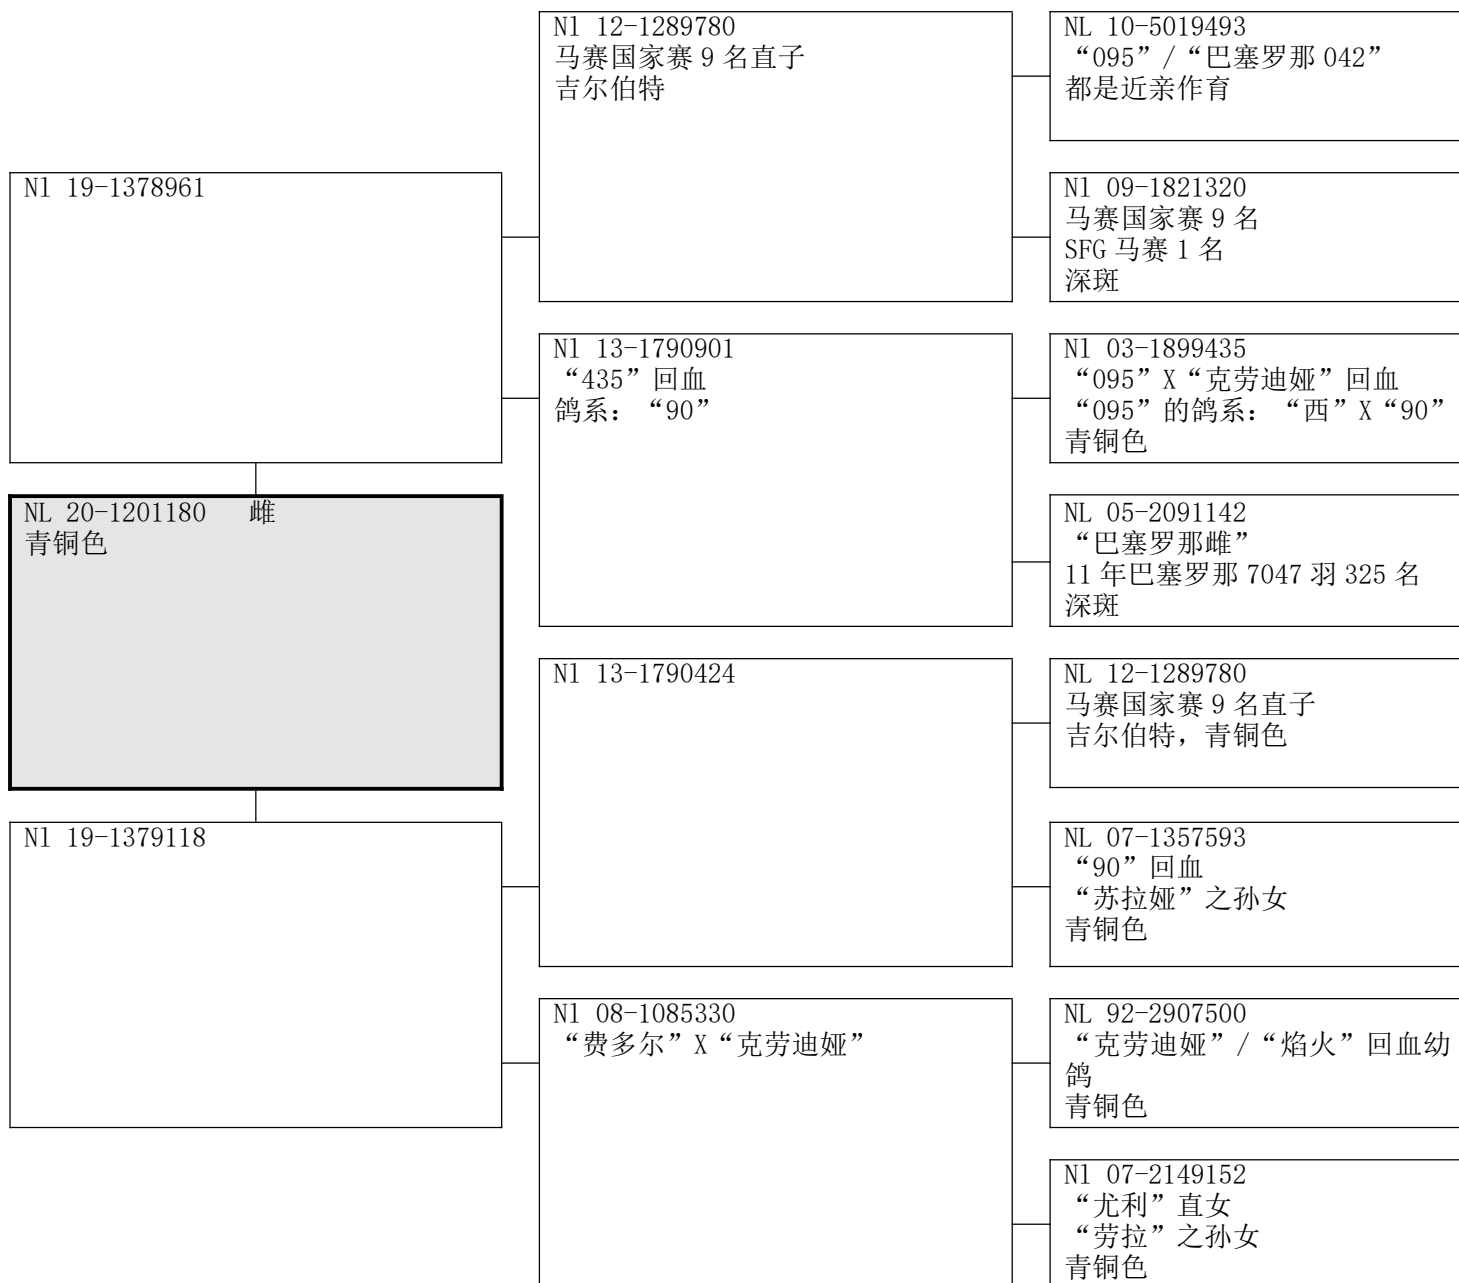 Nl 12-1289780
马赛国家赛 9 名直子
吉尔伯特
NL 10-5019493
“095”/“巴塞罗那 042”
都是近亲作育
Nl 19-1378961
Nl 09-1821320
马赛国家赛 9 名
SFG 马赛 1 名
深斑
Nl 13-1790901
“435”回血
鸽系：“90”
Nl 03-1899435
“095”X“克劳迪娅”回血
“095”的鸽系：“西”X“90”
青铜色
NL 20-1201180 雌
青铜色
NL 05-2091142
“巴塞罗那雌”
11 年巴塞罗那 7047 羽 325 名
深斑
Nl 13-1790424
NL 12-1289780
马赛国家赛 9 名直子
吉尔伯特，青铜色
Nl 19-1379118
NL 07-1357593
“90”回血
“苏拉娅”之孙女
青铜色
Nl 08-1085330
“费多尔”X“克劳迪娅”
NL 92-2907500
“克劳迪娅”/“焰火”回血幼
鸽
青铜色
Nl 07-2149152
“尤利”直女
“劳拉”之孙女
青铜色